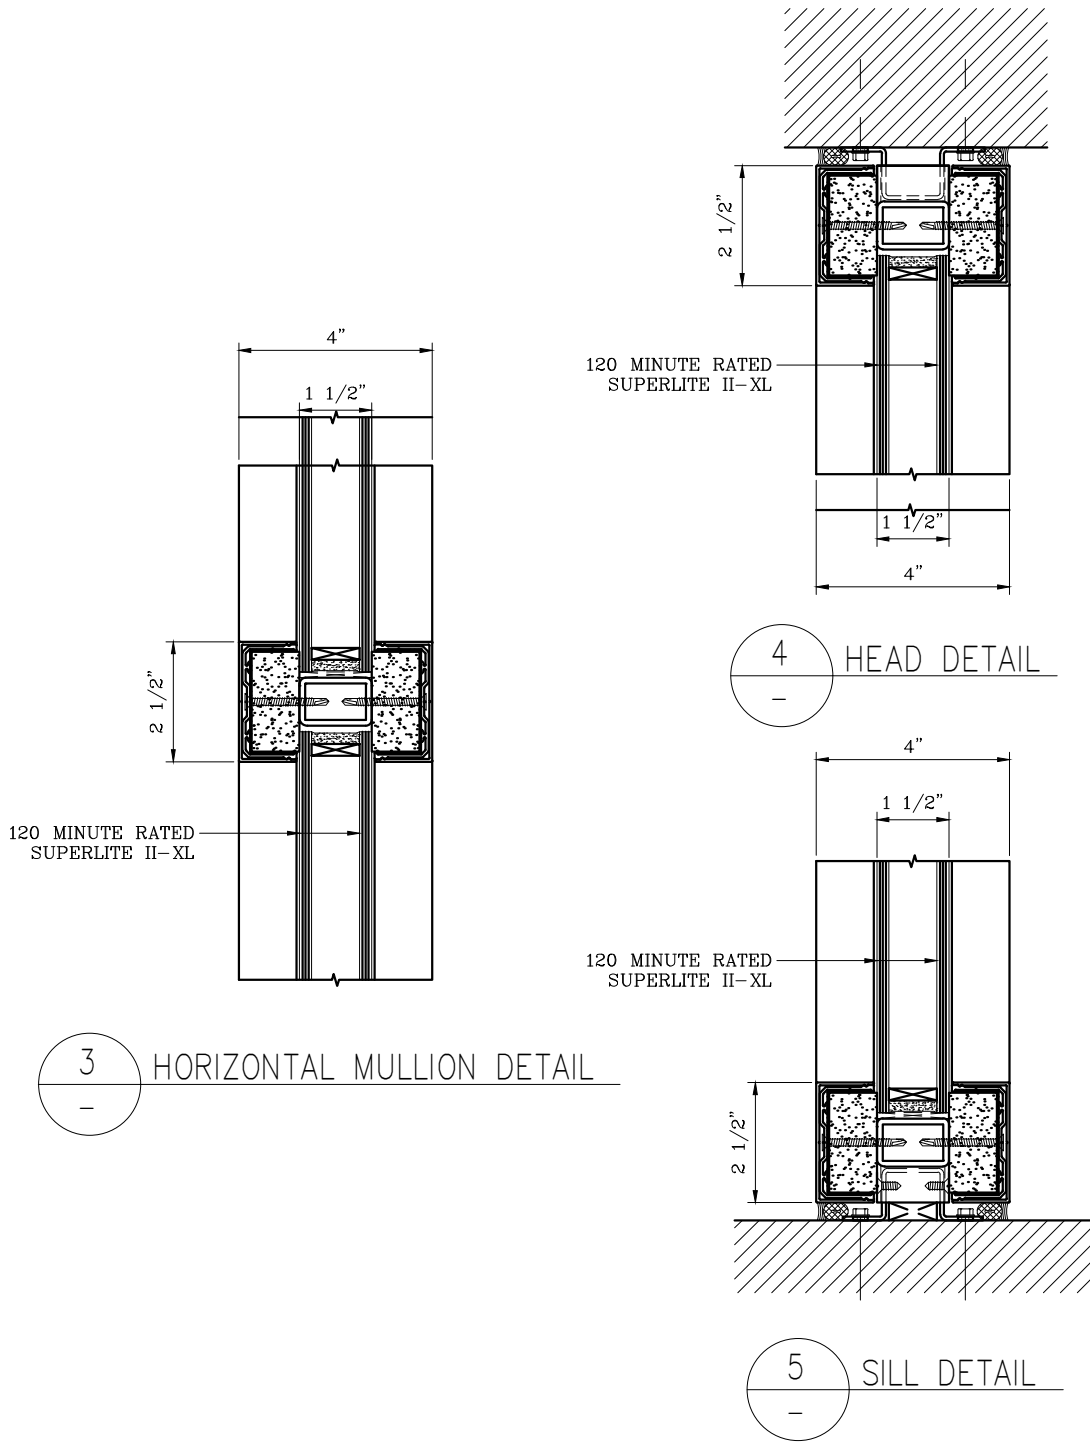 4”
1 1/2”
2 1/2”
120 MINUTE RATED
SUPERLITE II-XL
3
-
HORIZONTAL MULLION DETAIL
2 1/2”
120 MINUTE RATED
SUPERLITE II-XL
1 1/2”
4”
4
-
HEAD DETAIL
4”
1 1/2”
120 MINUTE RATED
SUPERLITE II-XL
2 1/2”
5
-
SILL DETAIL